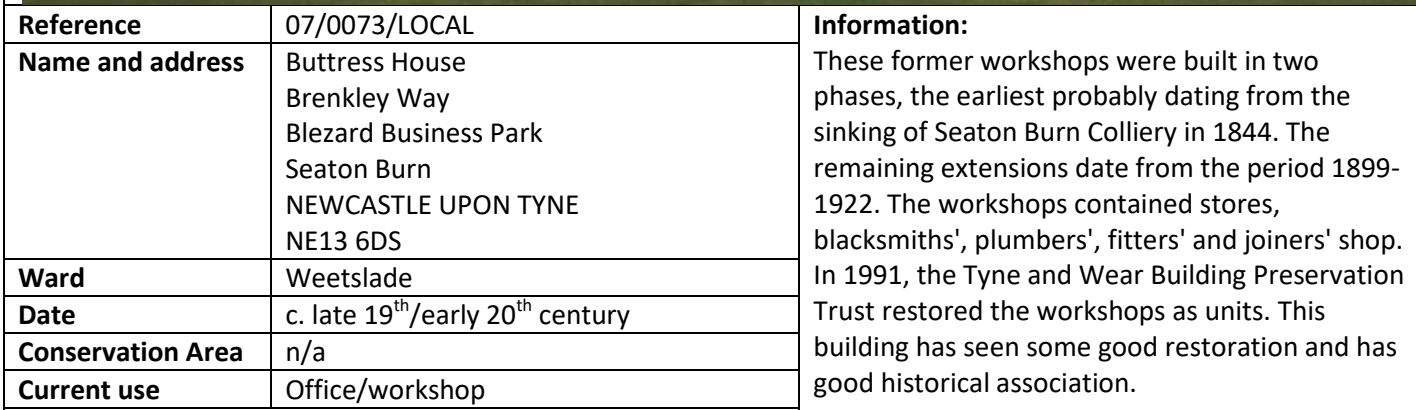 Reference 07/0073/LOCAL
Name and address Buttress House
Brenkley Way
Blezard Business Park
Seaton Burn
NEWCASTLE UPON TYNE
NE13 6DS
Ward Weetslade
Date c. late 19th/early 20th century
Conservation Area n/a
Current use Office/workshop
Information:
These former workshops were built in two
phases, the earliest probably dating from the
sinking of Seaton Burn Colliery in 1844. The
remaining extensions date from the period 1899-
1922. The workshops contained stores,
blacksmiths', plumbers', fitters' and joiners' shop.
In 1991, the Tyne and Wear Building Preservation
Trust restored the workshops as units. This
building has seen some good restoration and has
good historical association.